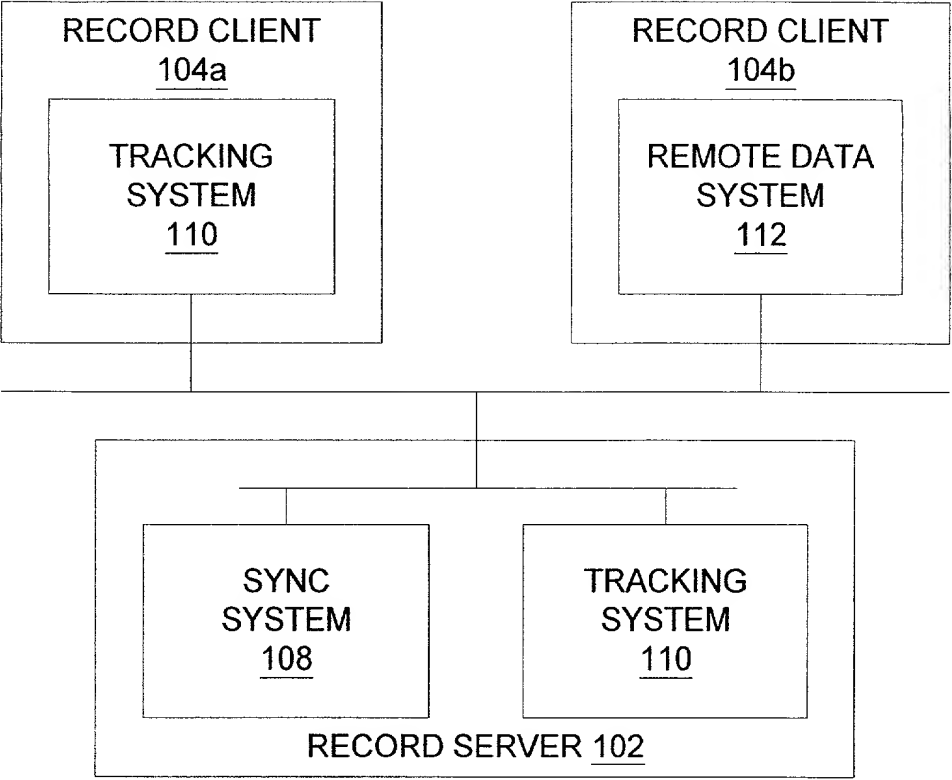 RECORD CLIENT
104a
TRACKING
SYSTEM
110
RECORD CLIENT
104b
REMOTE DATA
SYSTEM
112
SYNC
SYSTEM
108
TRACKING
SYSTEM
110
RECORD SERVER 102